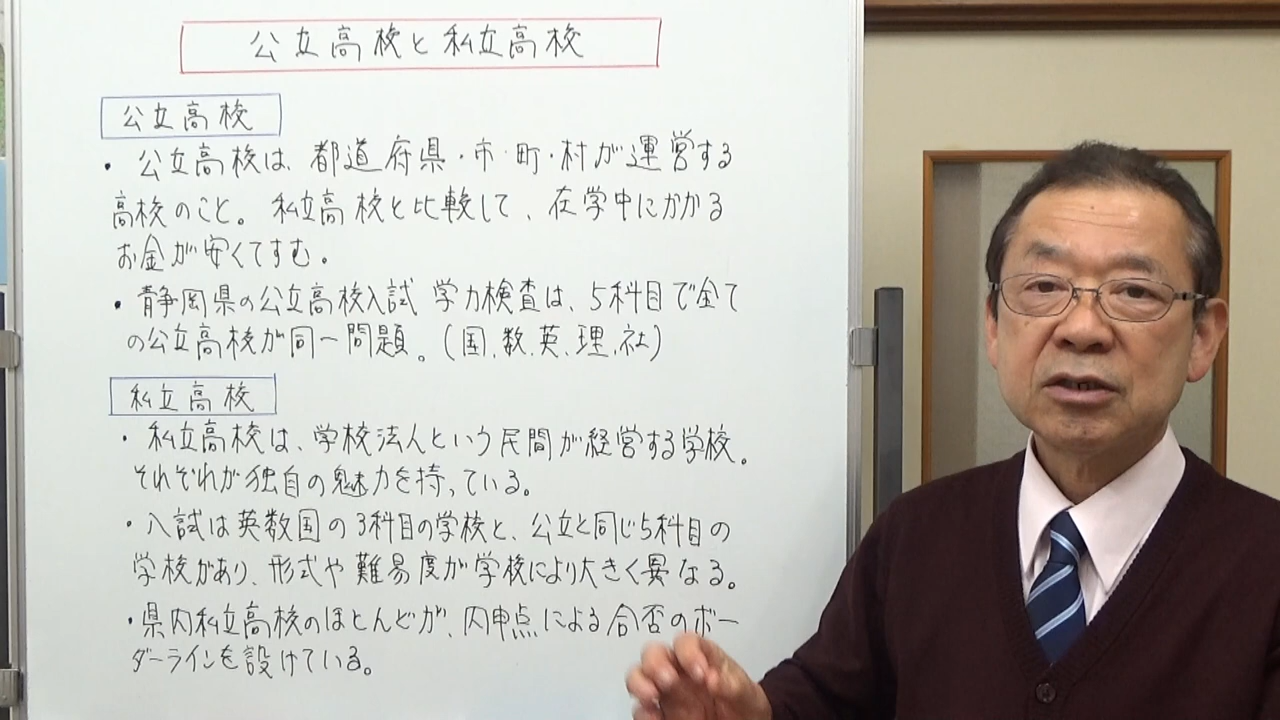 公立高校と私立高校
公立高校
・公立高校は、都道府県・市・町・村が運営する
高校のこと。私立高校と比較して、在学中にかかる
お金が安くてすむ。
・静岡県の公立高校入試 学力検査は、5科目で全て
の公立高校が同一問題。(国、数、英、理、社)
私立高校
・私立高校は、学校法人という民間が経営する学校。
それぞれが独自の魅力を持っている。
・入試は英数国の3科目の学校と、公立と同じ5科目の
学校があり、形式や難易度が学校により大きく異なる。
・県内私立高校のほとんどが、内申点による合否のボー
ダーラインを設けている。